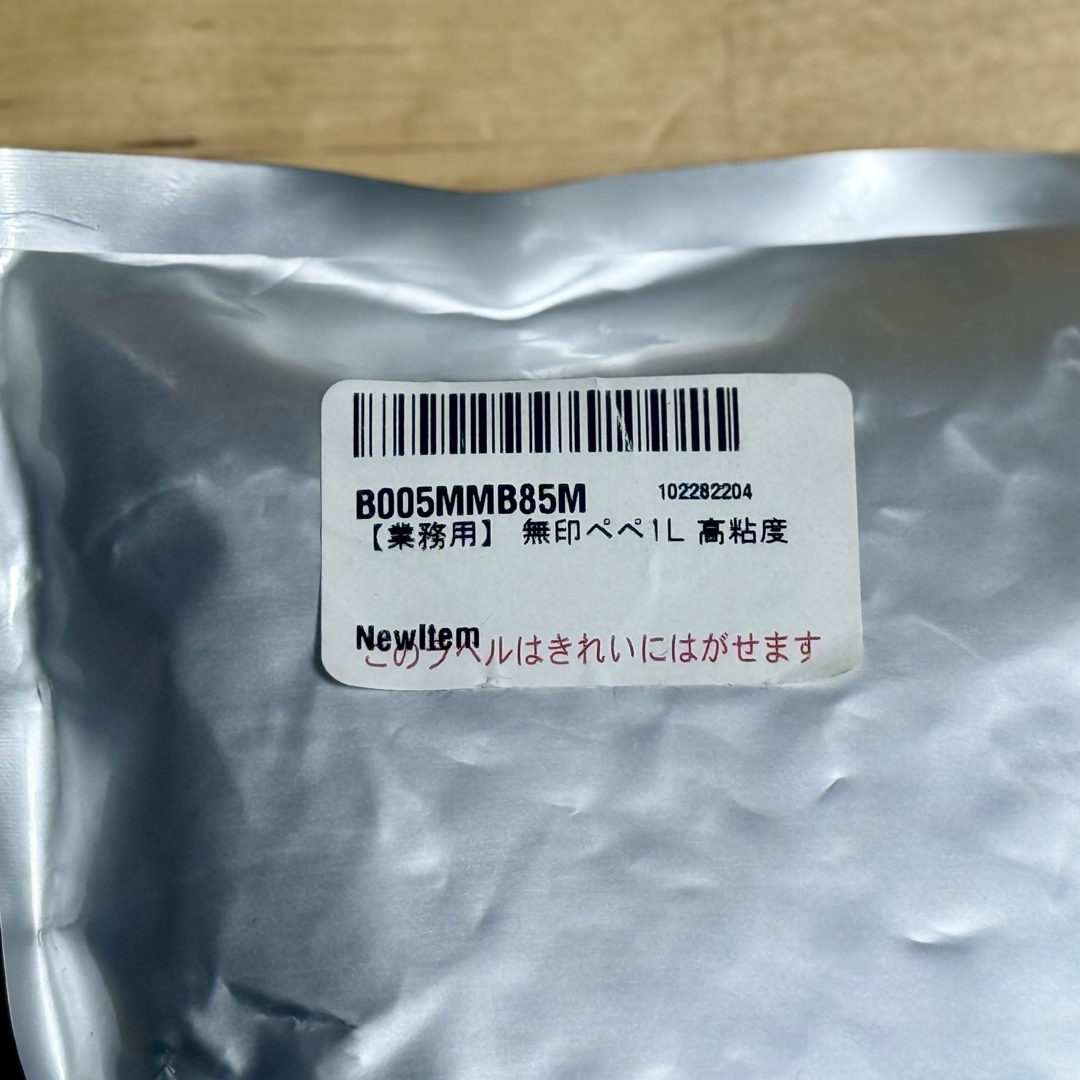 B005MMB85M 102282204
【業務用】 無印ペペ1L 高粘度
NewItem
このラベルはきれいにはがせます